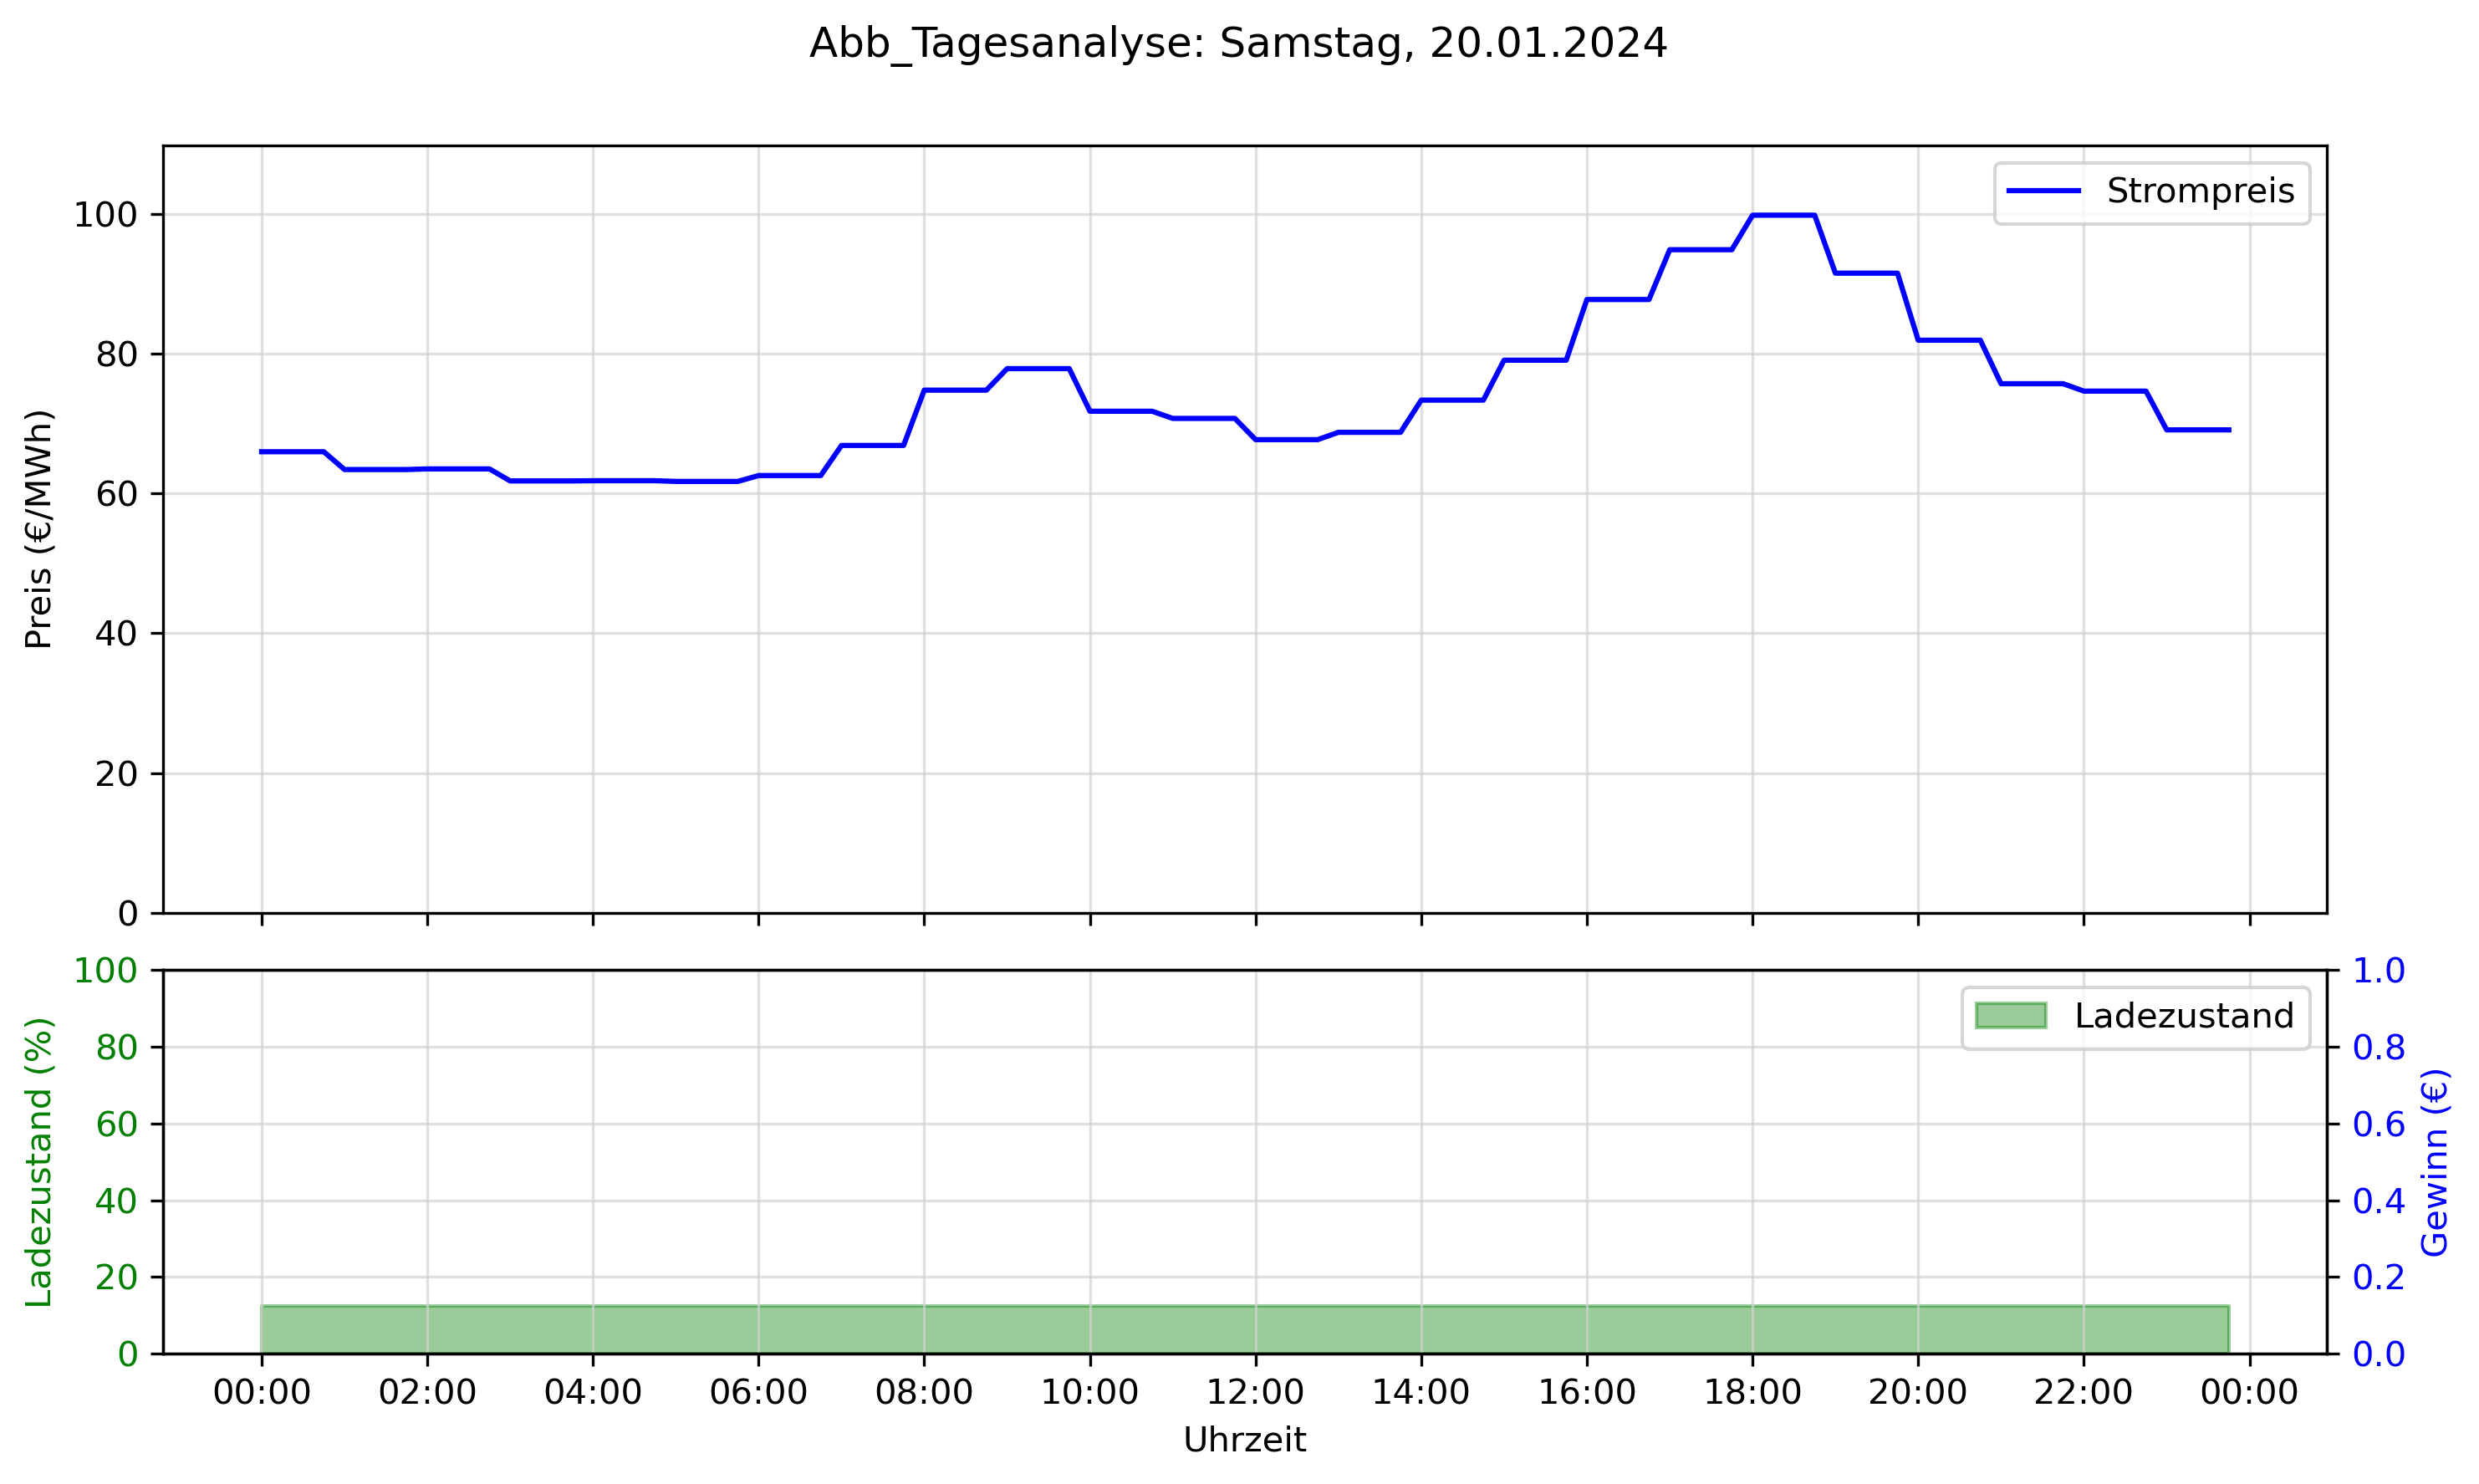 Abb_Tagesanalyse: Samstag, 20.01.2024
Strompreis
Preis (€/MWh)
100
80
60
40
20
0
Ladezustand
Ladezustand (%)
100
80
60
40
20
0
1.0
0.8
0.6
0.4
0.2
0.0
Gewinn (€)
00:00 02:00 04:00 06:00 08:00 10:00 12:00 14:00 16:00 18:00 20:00 22:00 00:00
Uhrzeit